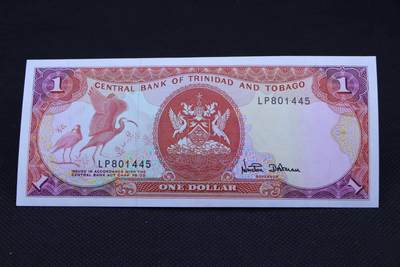 1
1
CENTRAL BANK OF TRINIDAD AND TOBAGO
LP801445
LP801445
ISSUED IN ACCORDANCE WITH THE
CENTRAL BANK ACT CHAP. 79:02
GOVERNOR
1
ONE DOLLAR
1